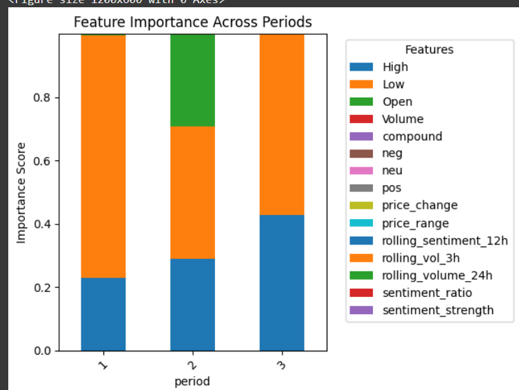 <Figure size 1200x600 with 0 Axes>
Feature Importance Across Periods
Importance Score
0.8
0.6
0.4
0.2
0.0
1
2
3
period
Features
High
Low
Open
Volume
compound
neg
neu
pos
price_change
price_range
rolling_sentiment_12h
rolling_vol_3h
rolling_volume_24h
sentiment_ratio
sentiment_strength